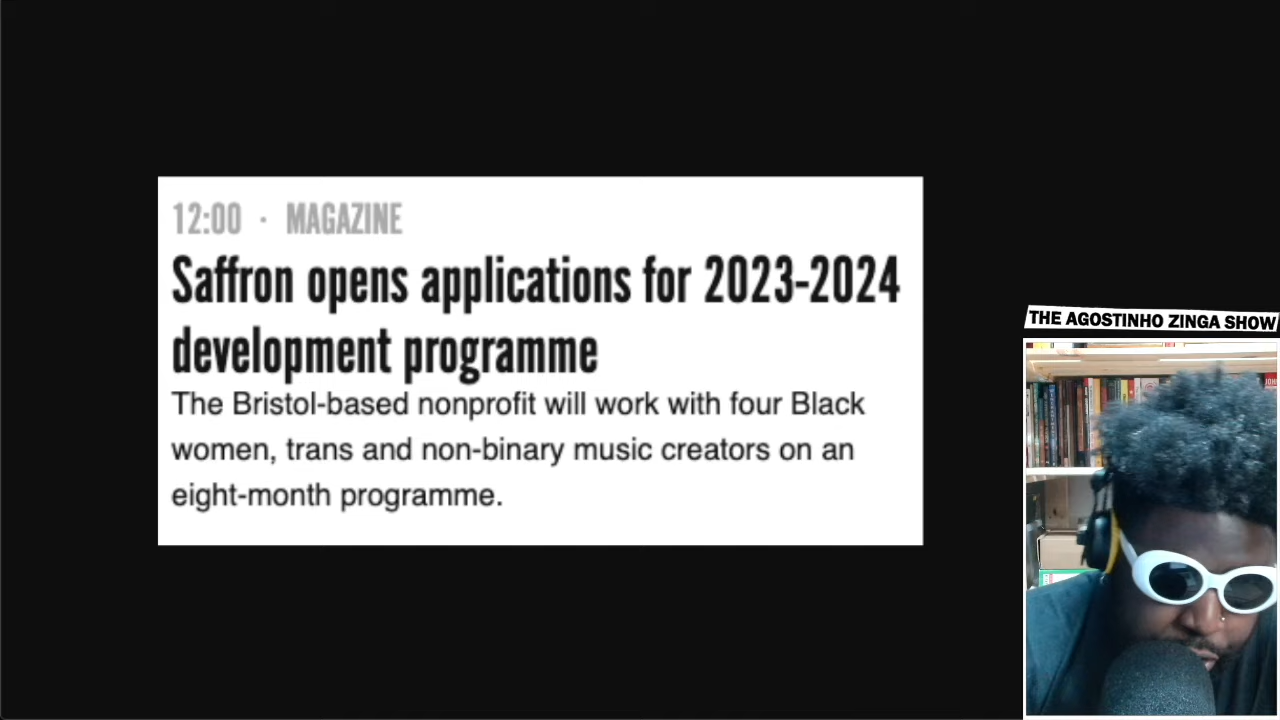 12:00 · MAGAZINE
Saffron opens applications for 2023-2024
development programme
The Bristol-based nonprofit will work with four Black
women, trans and non-binary music creators on an
eight-month programme.
THE AGOSTINHO ZINGA SHOW